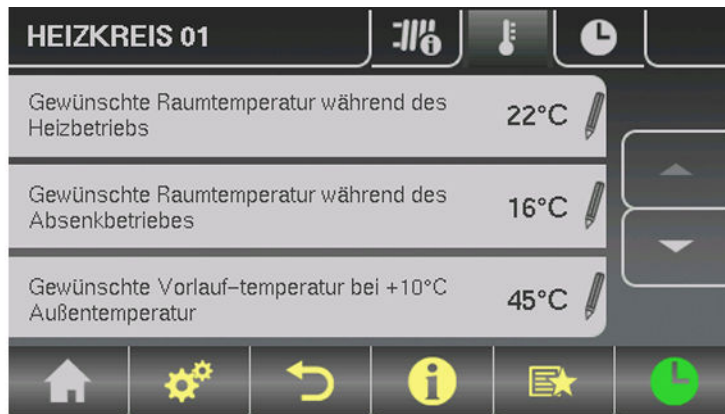 HEIZKREIS 01
Gewünschte Raumtemperatur während des
Heizbetriebs
22°C
Gewünschte Raumtemperatur während des
Absenkbetriebes
16°C
Gewünschte Vorlauf-temperatur bei +10°C
Außentemperatur
45°C